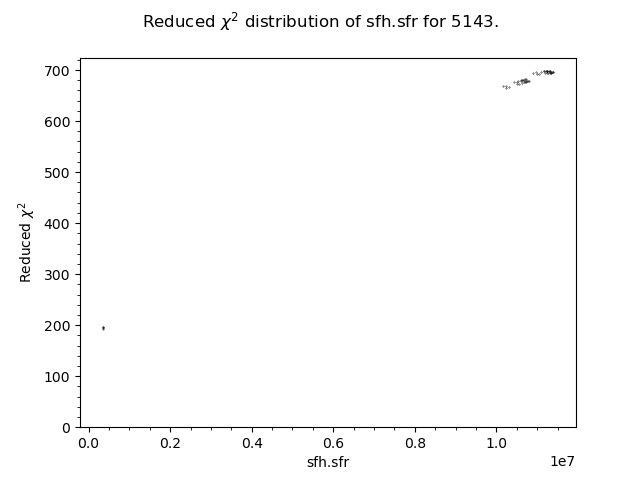 Reduced χ² distribution of sfh.sfr for 5143.
700
600
500
400
300
200
100
0
Reduced χ²
0.0 0.2 0.4 0.6 0.8 1.0
1e7
sfh.sfr